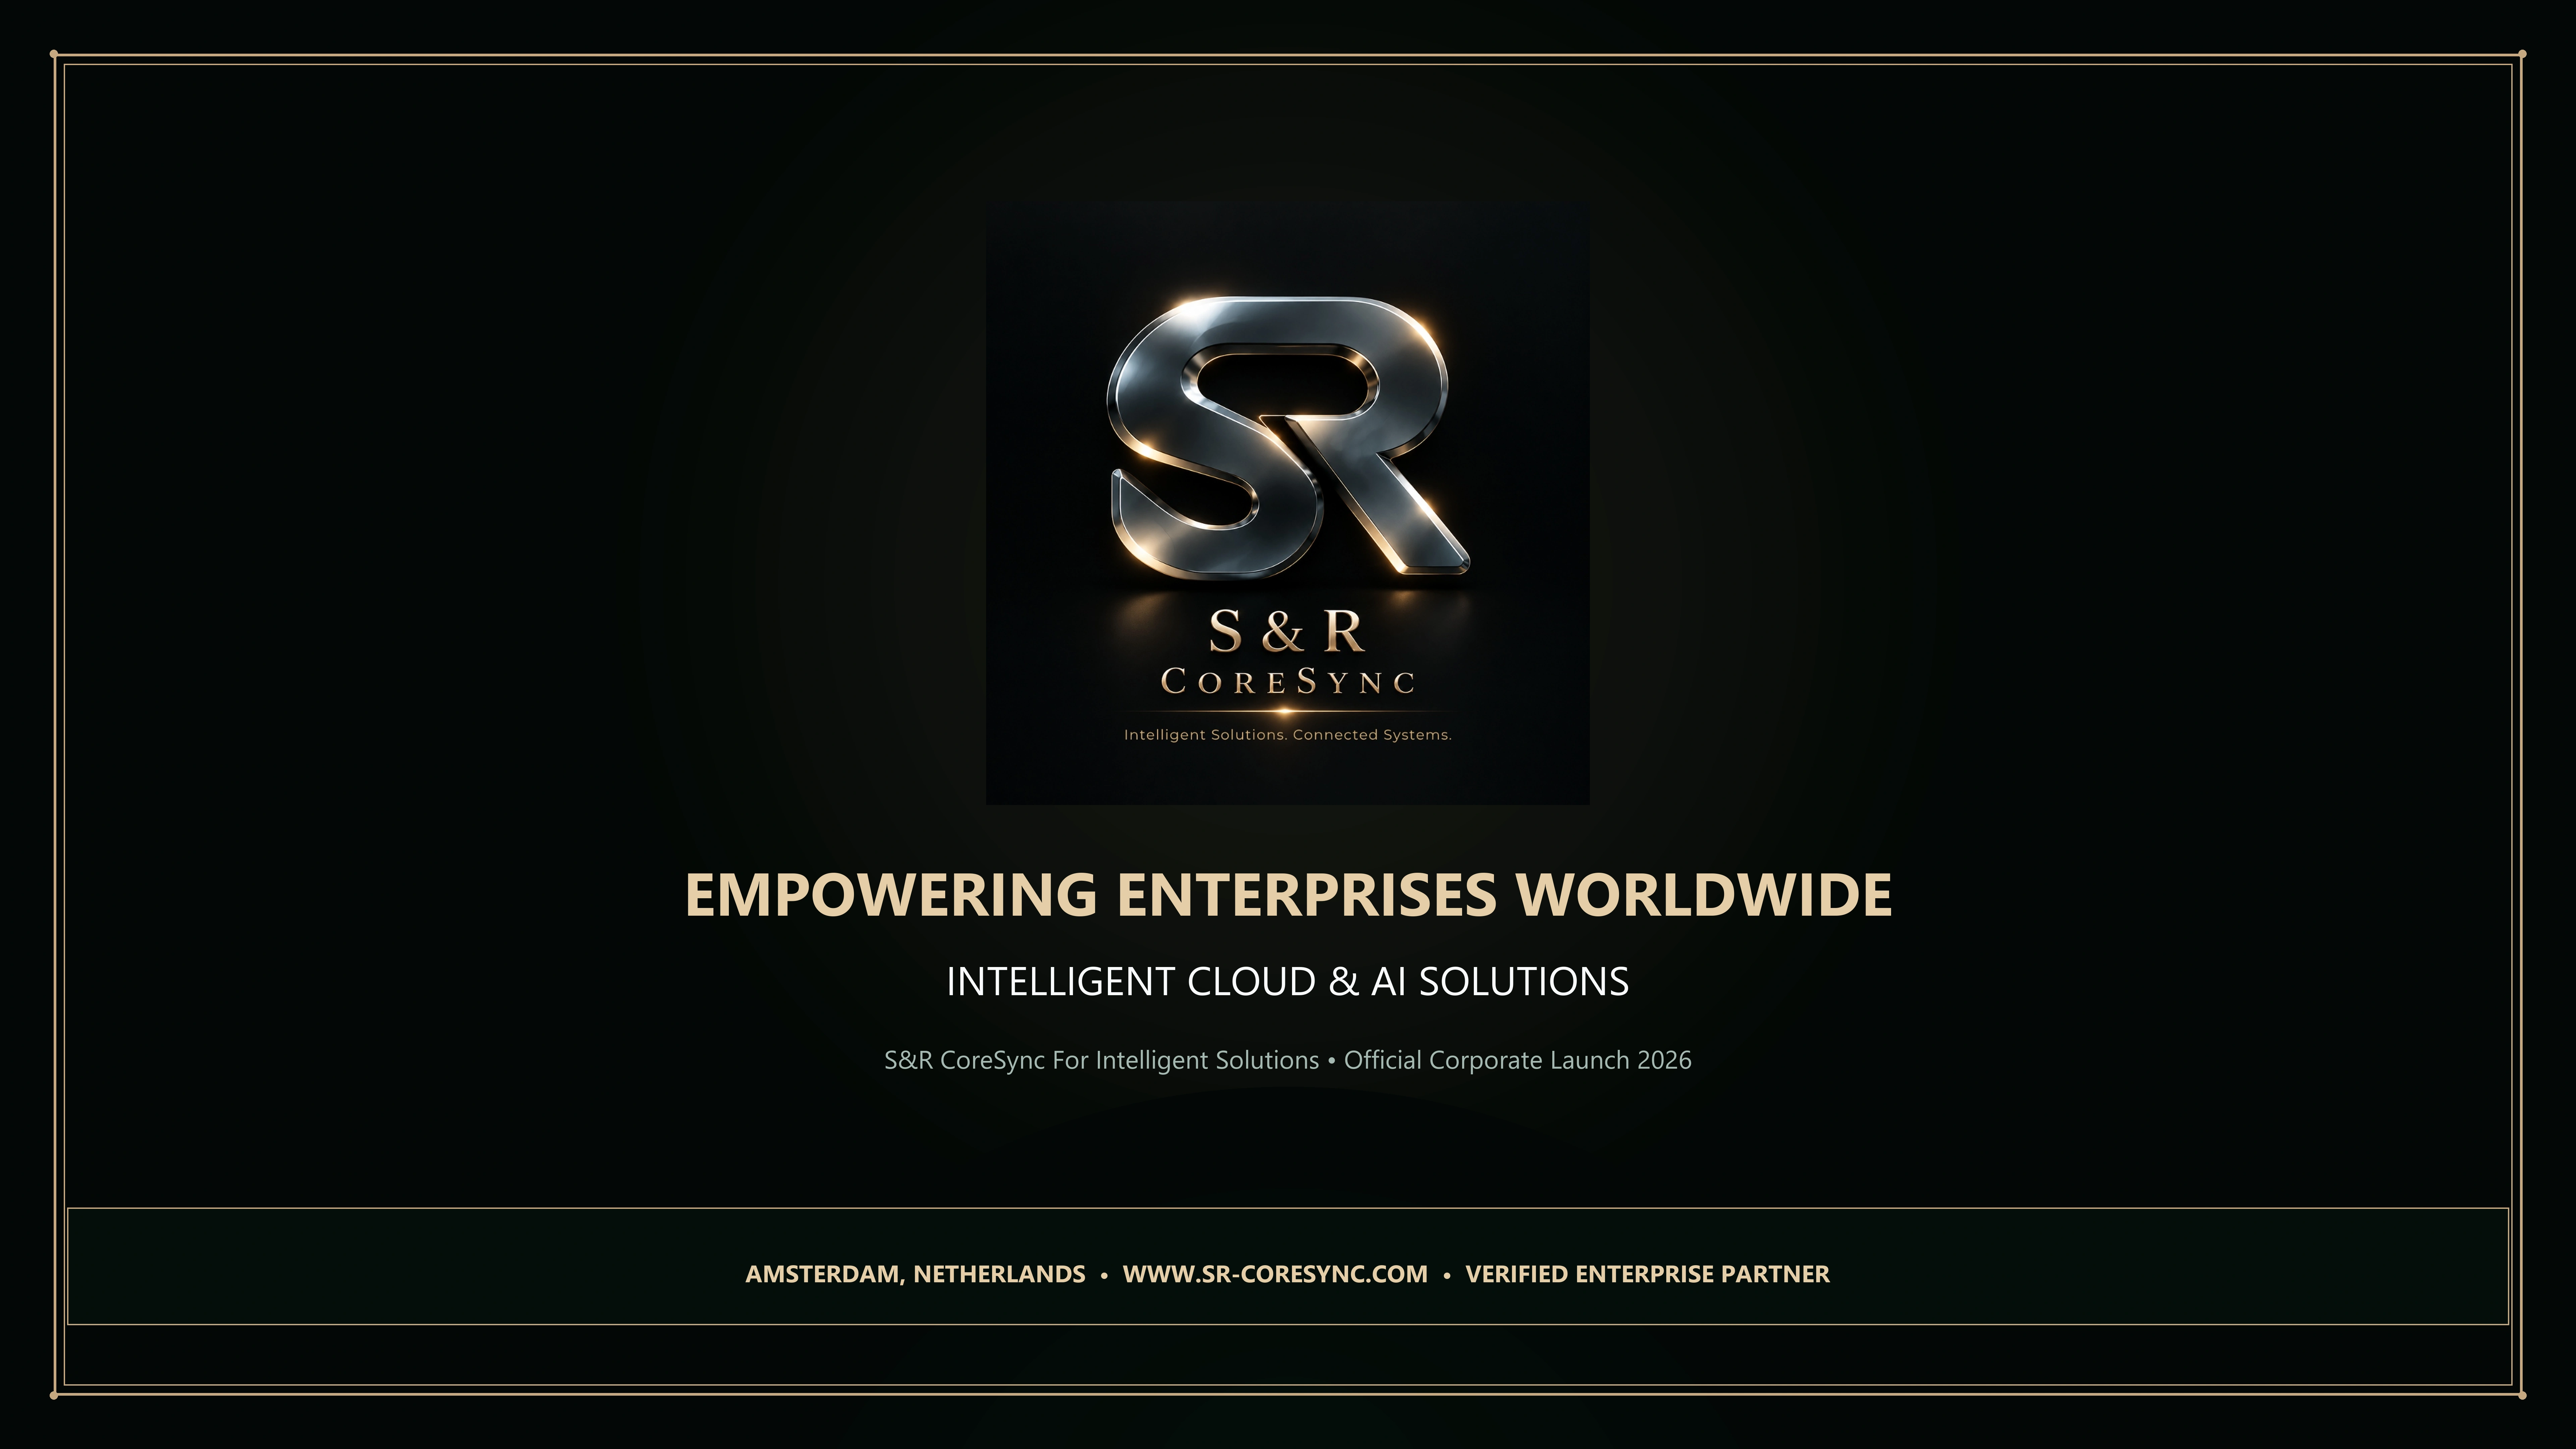 SR
S & R
CORESYNC
Intelligent Solutions. Connected Systems.
EMPOWERING ENTERPRISES WORLDWIDE
INTELLIGENT CLOUD & AI SOLUTIONS
S&R CoreSync For Intelligent Solutions • Official Corporate Launch 2026
AMSTERDAM, NETHERLANDS • WWW.SR-CORESYNC.COM • VERIFIED ENTERPRISE PARTNER